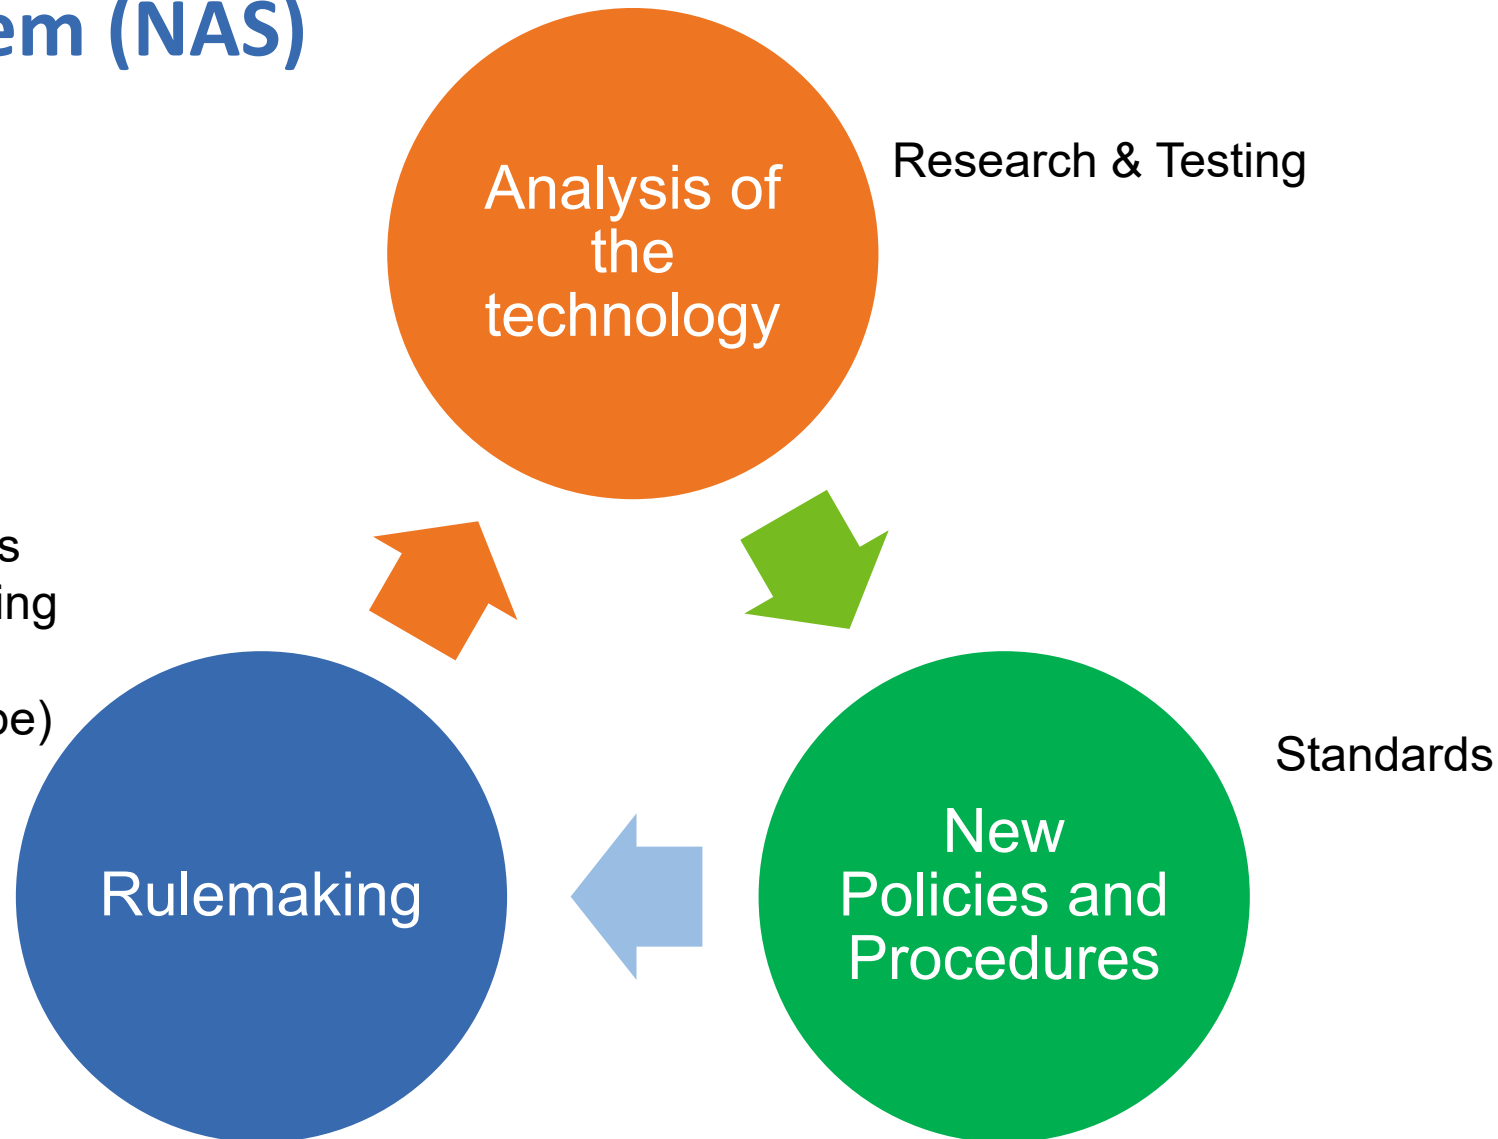 em (NAS)
Analysis of
the
technology
Research & Testing
s
ing
pe)
Rulemaking
New
Policies and
Procedures
Standards